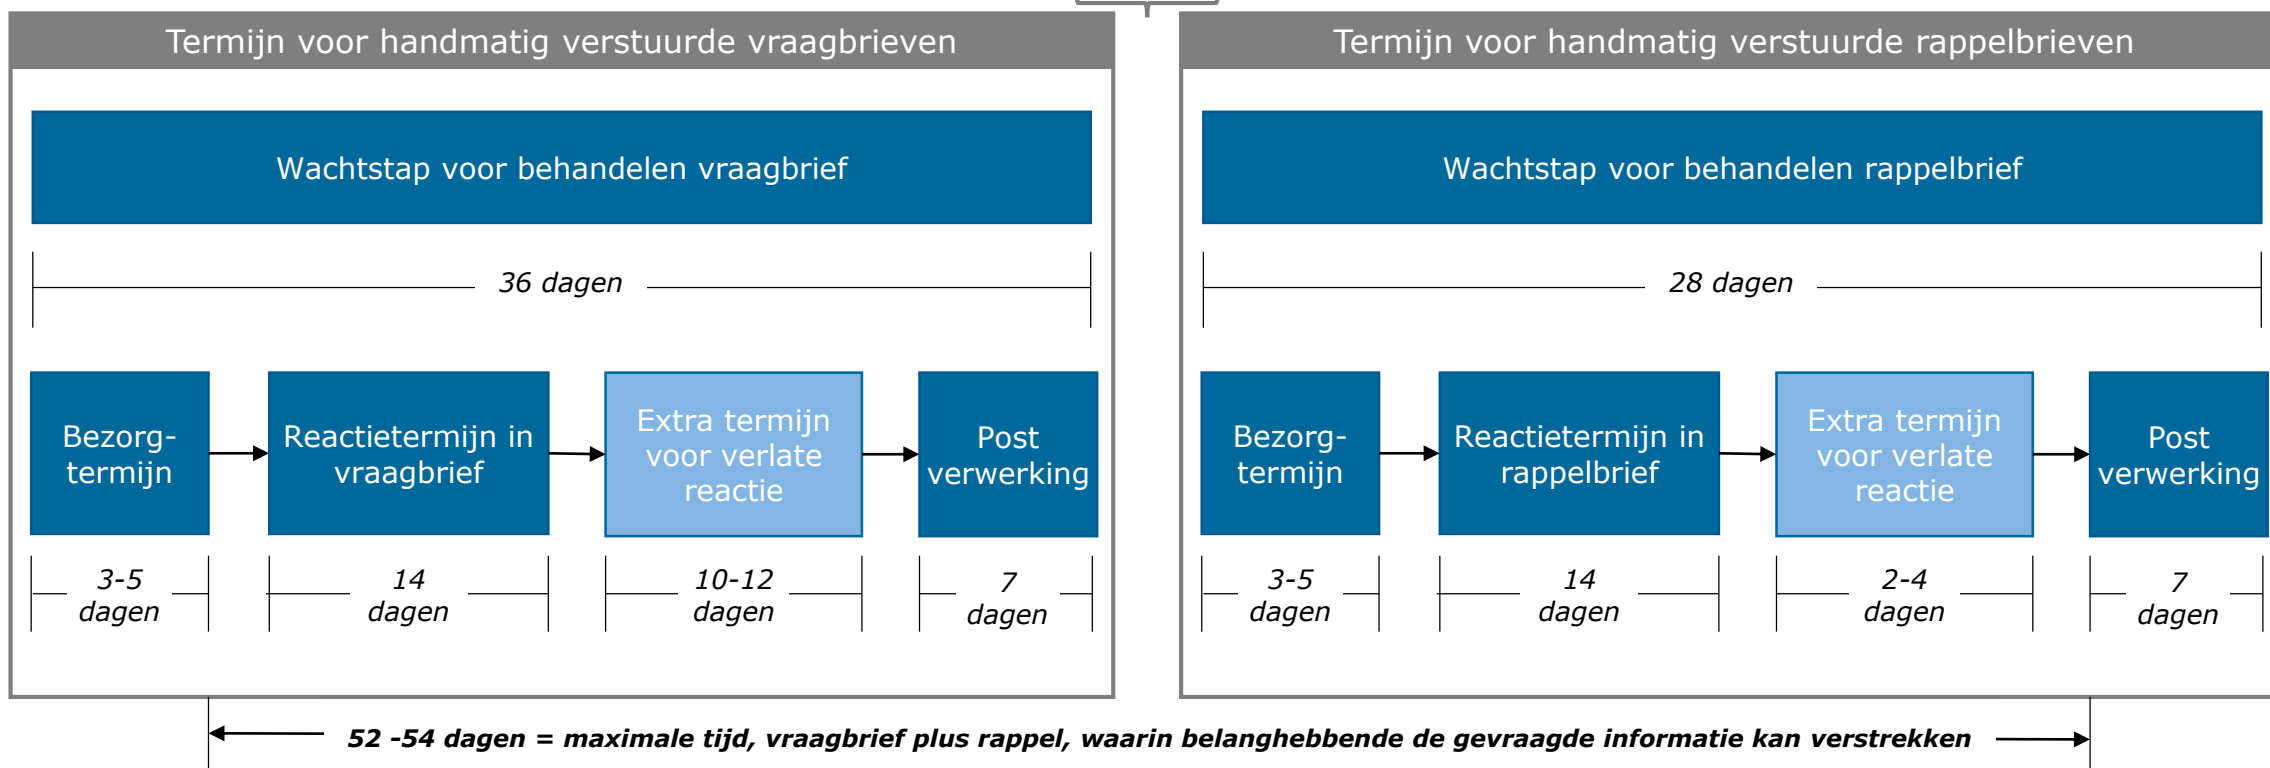 Termijn voor handmatig verstuurde vraagbrieven
Wachtstap voor behandelen vraagbrief
36 dagen
Bezorg-
termijn
Reactietermijn in
vraagbrief
Extra termijn
voor verlate
reactie
Post
verwerking
3-5
dagen
14
dagen
10-12
dagen
7
dagen
Termijn voor handmatig verstuurde rappelbrieven
Wachtstap voor behandelen rappelbrief
28 dagen
Bezorg-
termijn
Reactietermijn in
rappelbrief
Extra termijn
voor verlate
reactie
Post
verwerking
3-5
dagen
14
dagen
2-4
dagen
7
dagen
52 -54 dagen = maximale tijd, vraagbrief plus rappel, waarin belanghebbende de gevraagde informatie kan verstrekken